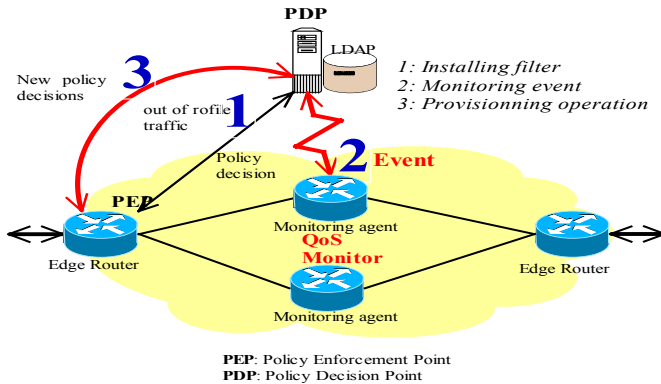 PDP
LDAP
New policy
decisions
3
out of rofile
traffic
1
Policy
decision
1: Installing filter
2: Monitoring event
3: Provisionning operation
2 Event
PEP
Monitoring agent
QoS
Monitor
Edge Router
Edge Router
Monitoring agent
PEP: Policy Enforcement Point
PDP: Policy Decision Point